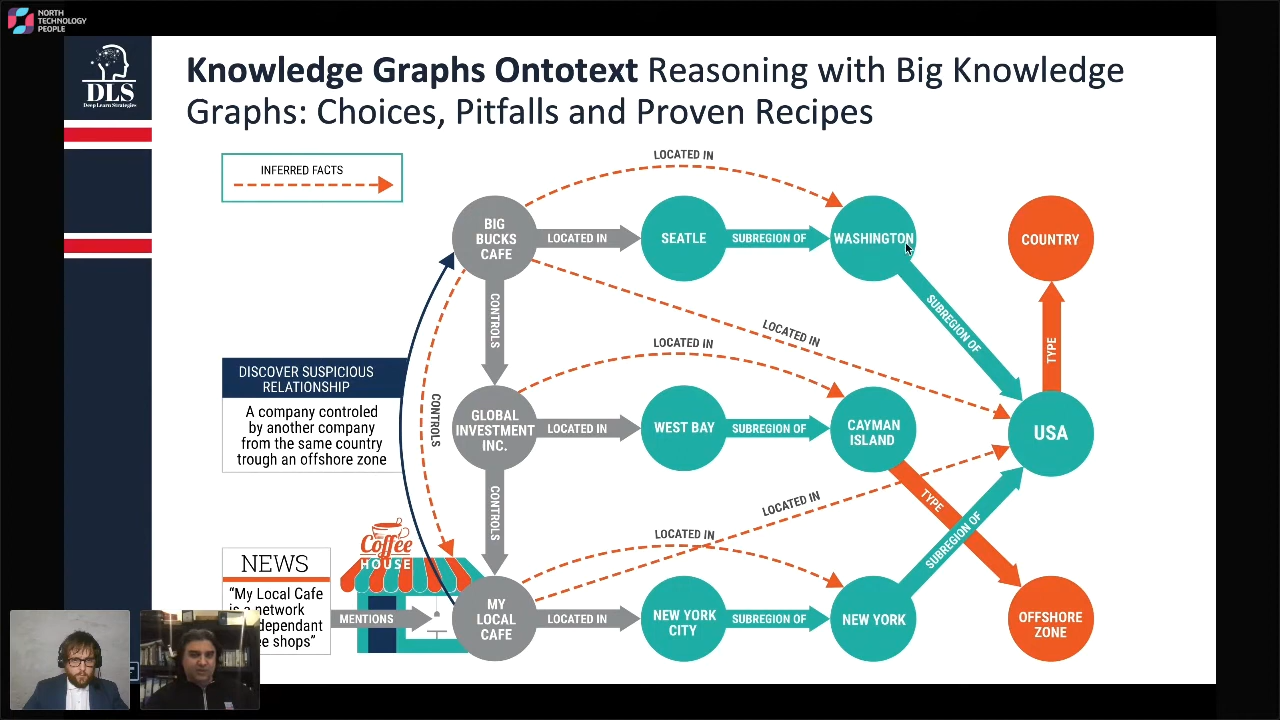 NORTH
TECHNOLOGY
PEOPLE
DLS
Deep Learn Strategies
Knowledge Graphs Ontotext Reasoning with Big Knowledge
Graphs: Choices, Pitfalls and Proven Recipes
INFERRED FACTS
LOCATED IN
BIG
BUCKS
CAFE
LOCATED IN
SEATLE
SUBREGION OF
WASHINGTON
COUNTRY
CONTROLS
LOCATED IN
SUBREGION OF
TYPE
LOCATED IN
DISCOVER SUSPICIOUS
RELATIONSHIP
A company controled
by another company
from the same country
trough an offshore zone
CONTROLS
GLOBAL
INVESTMENT
INC.
LOCATED IN
WEST BAY
SUBREGION OF
CAYMAN
ISLAND
USA
CONTROLS
LOCATED IN
TYPE
SUBREGION OF
LOCATED IN
NEWS
"My Local Cafe
is a network
dependant
ee shops"
MENTIONS
Coffee
HOUSE
MY
LOCAL
CAFE
LOCATED IN
NEW YORK
CITY
SUBREGION OF
NEW YORK
OFFSHORE
ZONE